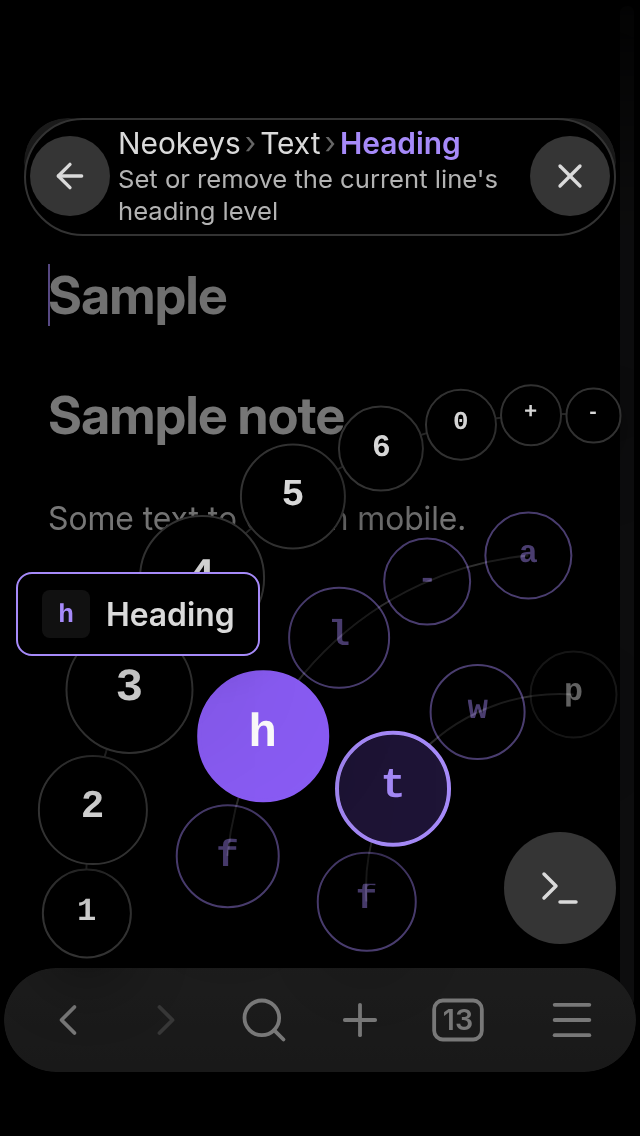 Neokeys › Text › Heading
Set or remove the current line's
heading level
Sample
Sample note
6
0
+
-
5
Some text to mobile.
4
a
-
h Heading
l
3
p
w
h
t
2
f
f
1
>_
13